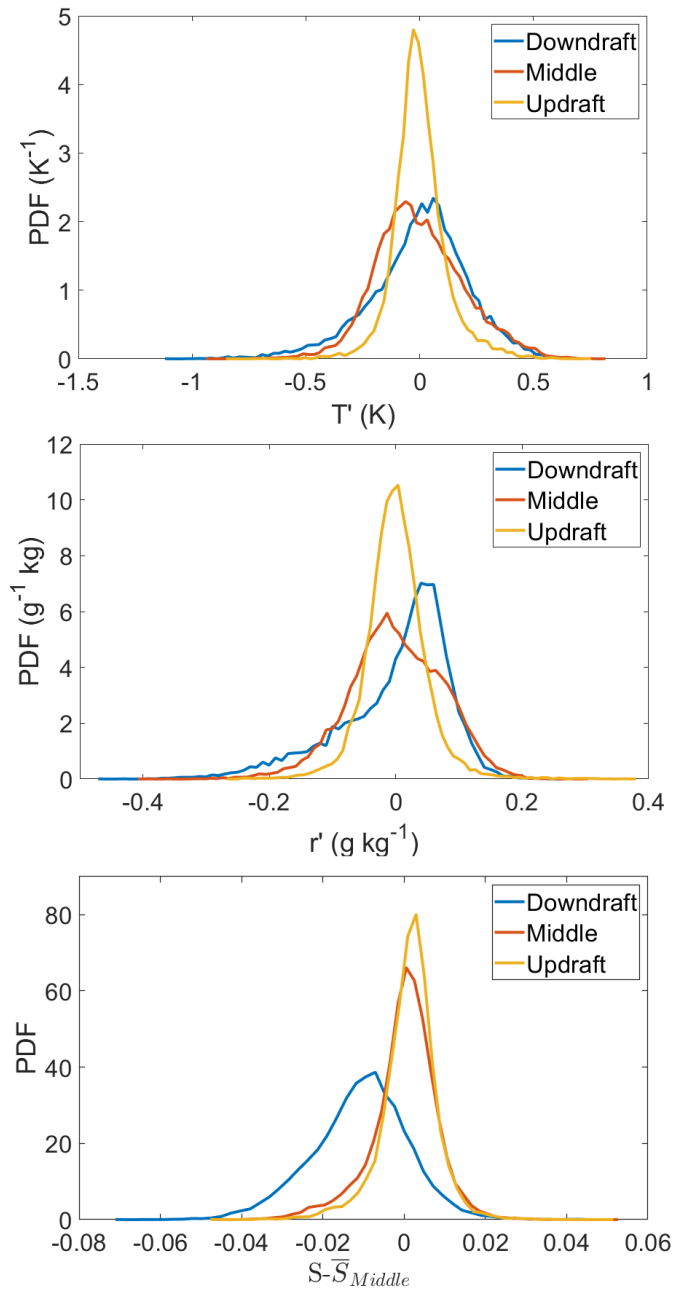 5
4
3
2
1
0
PDF (K⁻¹)
Downdraft
Middle
Updraft
-1.5 -1 -0.5 0 0.5 1
T' (K)
12
10
8
6
4
2
0
PDF (g⁻¹ kg)
Downdraft
Middle
Updraft
-0.4 -0.2 0 0.2 0.4
r' (g kg⁻¹)
80
60
40
20
0
PDF
Downdraft
Middle
Updraft
-0.08 -0.06 -0.04 -0.02 0 0.02 0.04 0.06
S-S̅_Middle